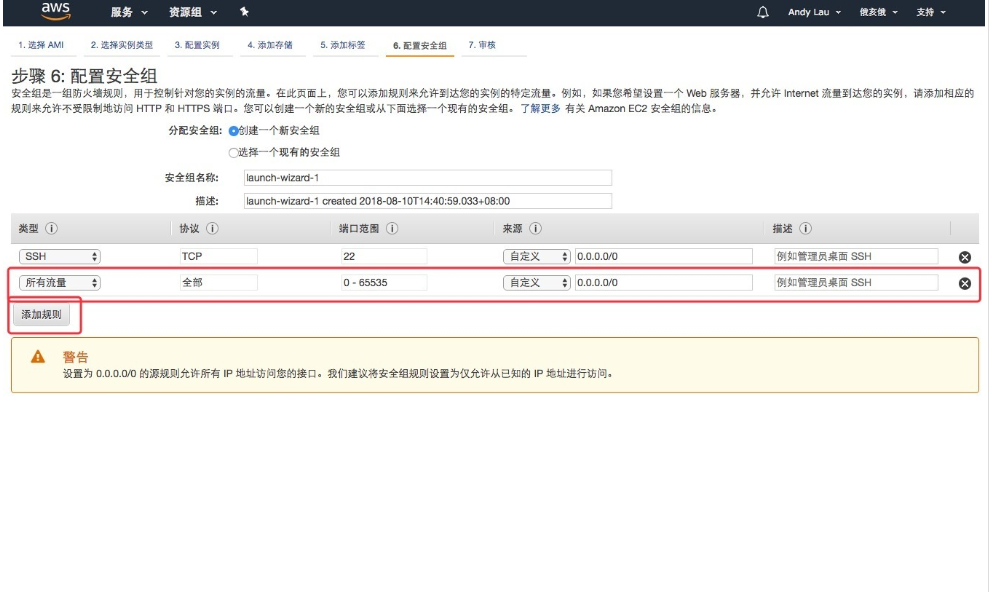 aws 服务 资源组 Andy Lau 俄亥俄 支持
1. 选择 AMI 2. 选择实例类型 3. 配置实例 4. 添加存储 5. 添加标签 6. 配置安全组 7. 审核
步骤 6: 配置安全组
安全组是一组防火墙规则，用于控制针对您的实例的流量。在此页面上，您可以添加规则来允许到达您的实例的特定流量。例如，如果您希望设置一个 Web 服务器，并允许 Internet 流量到达您的实例，请添加相应的
规则来允许不受限制地访问 HTTP 和 HTTPS 端口。您可以创建一个新的安全组或从下面选择一个现有的安全组。了解更多 有关 Amazon EC2 安全组的信息。
分配安全组: 创建一个新安全组
选择一个现有的安全组
安全组名称: launch-wizard-1
描述: launch-wizard-1 created 2018-08-10T14:40:59.033+08:00
类型 协议 端口范围 来源 描述
SSH TCP 22 自定义 0.0.0.0/0 例如管理员桌面 SSH
所有流量 全部 0 - 65535 自定义 0.0.0.0/0 例如管理员桌面 SSH
添加规则
警告
设置为 0.0.0.0/0 的源规则允许所有 IP 地址访问您的接口。我们建议将安全组规则设置为仅允许从已知的 IP 地址进行访问。